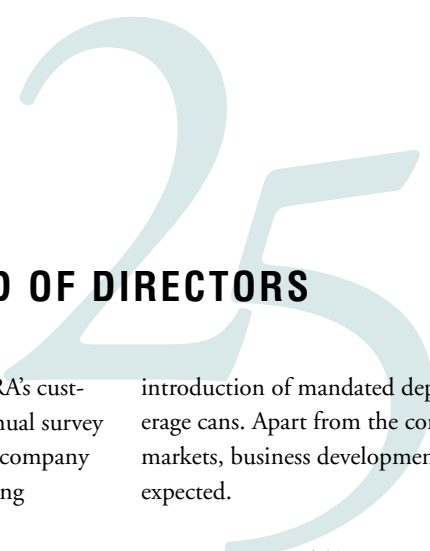 25
OF DIRECTORS
RA's cust-
nual survey
company
ng
introduction of mandated dep
erage cans. Apart from the cor
markets, business developmen
expected.